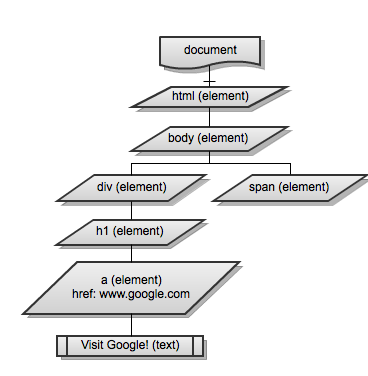 document
html (element)
body (element)
div (element)
span (element)
h1 (element)
a (element)
href: www.google.com
Visit Google! (text)